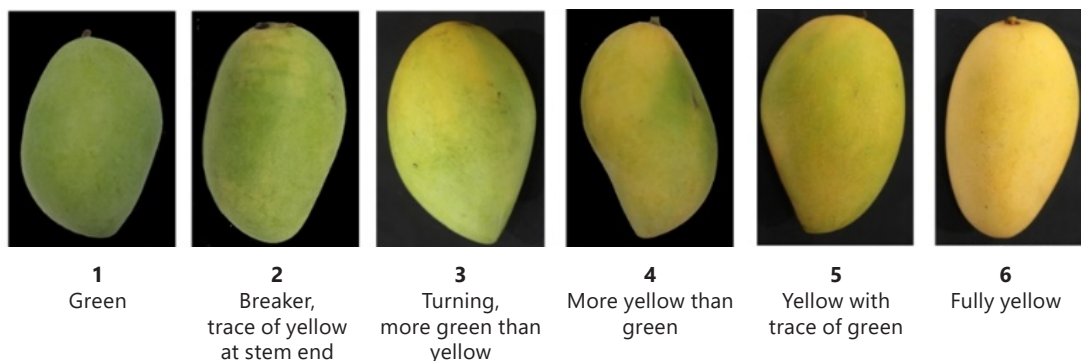 1
Green
2
Breaker,
trace of yellow
at stem end
3
Turning,
more green than
yellow
4
More yellow than
green
5
Yellow with
trace of green
6
Fully yellow